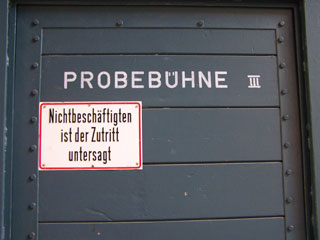 PROBEBÜHNE III
Nichtbeschäftigten
ist der Zutritt
untersagt